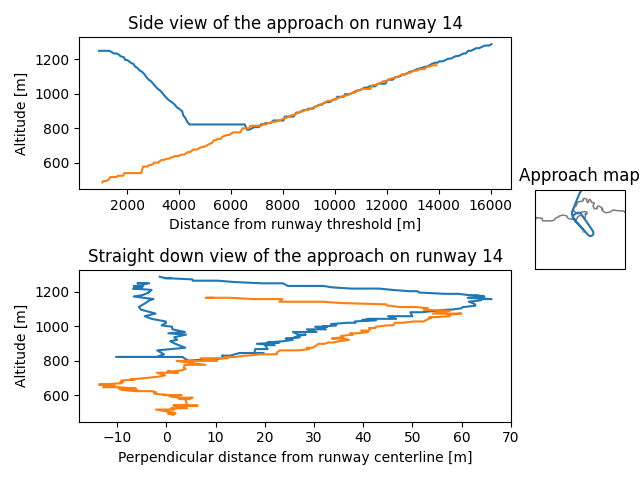 Side view of the approach on runway 14
Altitude [m]
1200
1000
800
600
2000 4000 6000 8000 10000 12000 14000 16000
Distance from runway threshold [m]
Approach map
Straight down view of the approach on runway 14
Altitude [m]
1200
1000
800
600
−10 0 10 20 30 40 50 60 70
Perpendicular distance from runway centerline [m]